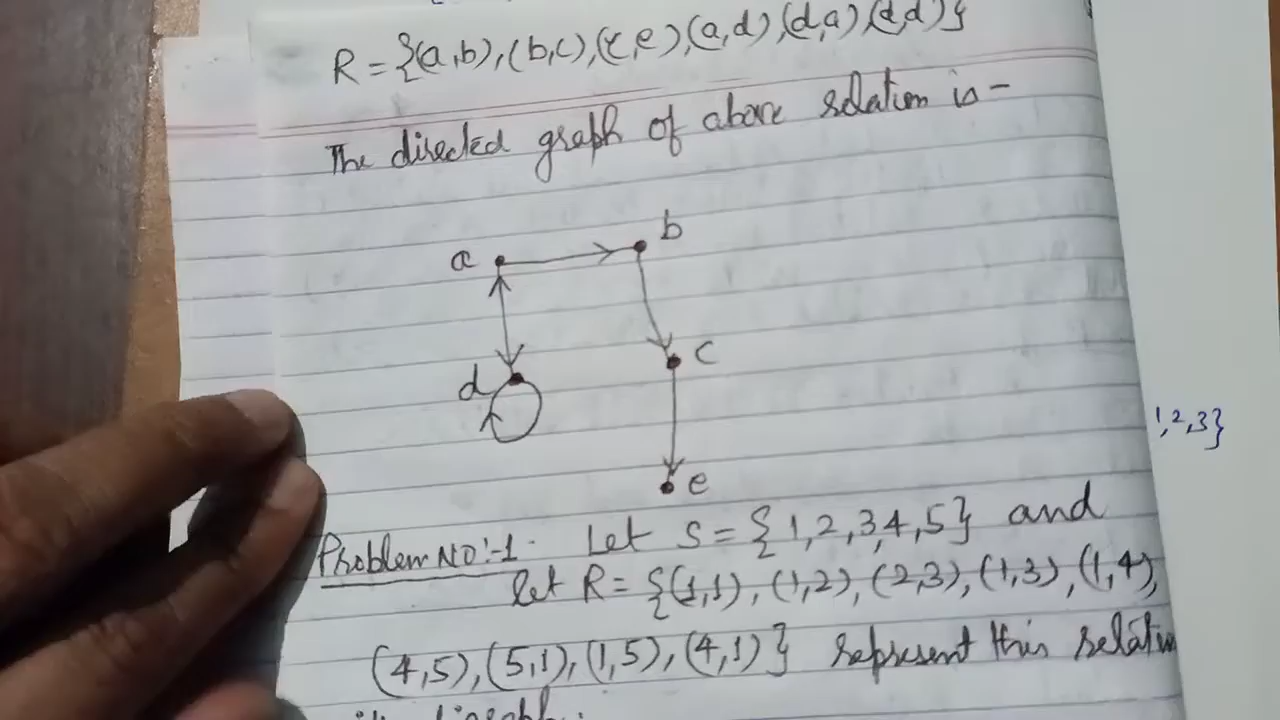 R = {(a,b),(b,c),(c,e),(a,d),(d,a),(d,d)}
The directed graph of above relation is -
a
b
d
c
e
1,2,3}
Problem NO:-1. Let S = {1,2,3,4,5} and
let R = {(1,1), (1,2), (2,3), (1,3), (1,4),
(4,5), (5,1), (1,5), (4,1)} represent this relation